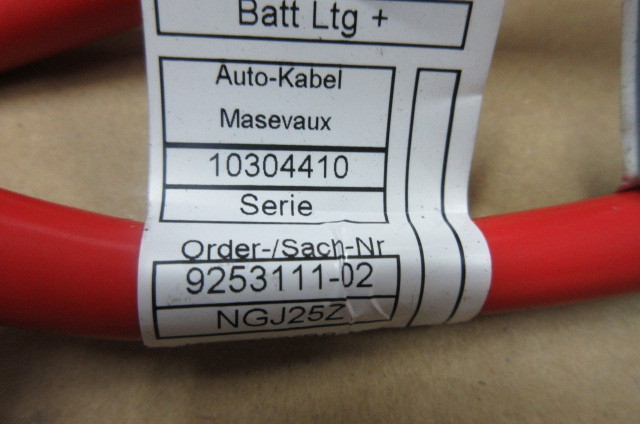 Batt Ltg +
Auto-Kabel
Masevaux
10304410
Serie
Order-/Sach-Nr
9253111-02
NGJ25Z